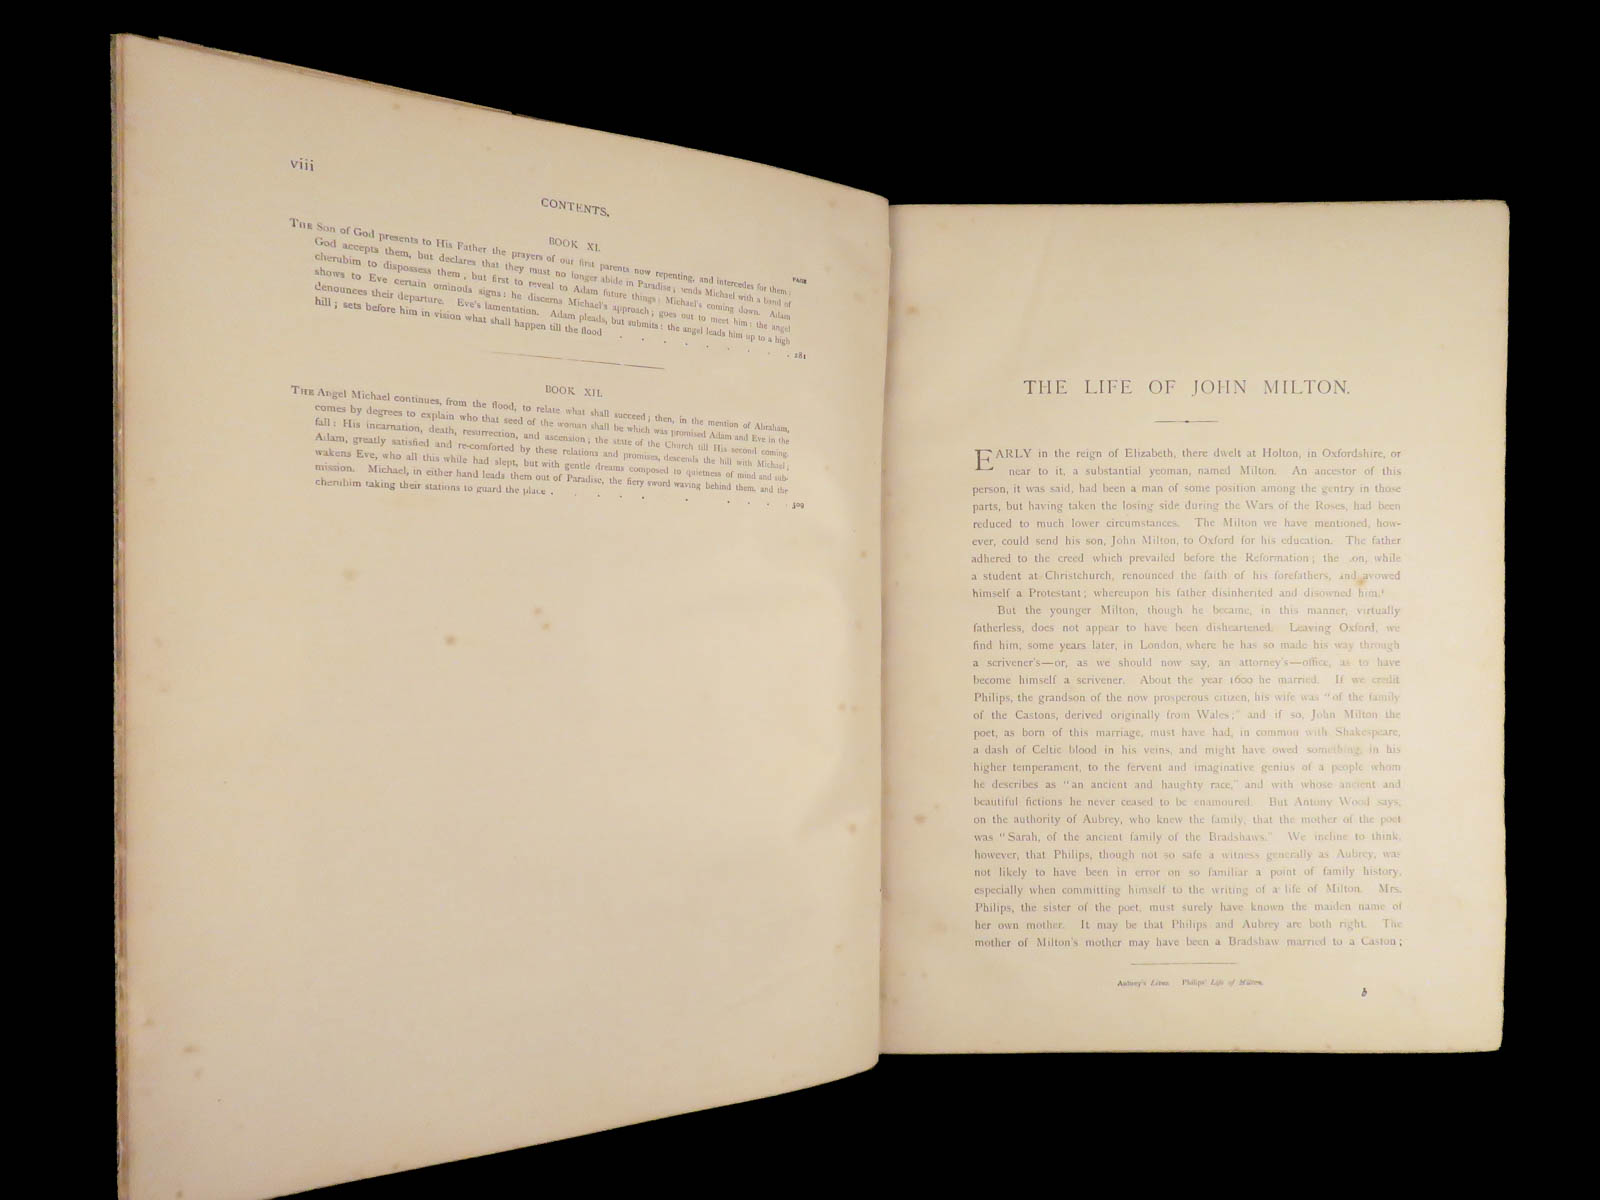 viii
CONTENTS.
BOOK XI.
PAGE
THE Son of God presents to His Father the prayers of our first parents now repenting, and intercedes for them:
God accepts them, but declares that they must no longer abide in Paradise; sends Michael with a band of
cherubim to dispossess them, but first to reveal to Adam future things: Michael's coming down. Adam
shows to Eve certain ominous signs: he discerns Michael's approach; goes out to meet him: the angel
denounces their departure. Eve's lamentation. Adam pleads, but submits: the angel leads him up to a high
hill; sets before him in vision what shall happen till the flood . . . . . . . . . 281
BOOK XII.
THE Angel Michael continues, from the flood, to relate what shall succeed; then, in the mention of Abraham,
comes by degrees to explain who that seed of the woman shall be which was promised Adam and Eve in the
fall: His incarnation, death, resurrection, and ascension; the state of the Church till His second coming.
Adam, greatly satisfied and re-comforted by these relations and promises, descends the hill with Michael;
wakens Eve, who all this while had slept, but with gentle dreams composed to quietness of mind and sub-
mission. Michael, in either hand leads them out of Paradise, the fiery sword waving behind them, and the
cherubim taking their stations to guard the place . . . . . . . . . . 309
THE LIFE OF JOHN MILTON.
EARLY in the reign of Elizabeth, there dwelt at Holton, in Oxfordshire, or
near to it, a substantial yeoman, named Milton. An ancestor of this
person, it was said, had been a man of some position among the gentry in those
parts, but having taken the losing side during the Wars of the Roses, had been
reduced to much lower circumstances. The Milton we have mentioned, how-
ever, could send his son, John Milton, to Oxford for his education. The father
adhered to the creed which prevailed before the Reformation; the .on, while
a student at Christchurch, renounced the faith of his forefathers, and avowed
himself a Protestant; whereupon his father disinherited and disowned him.¹
But the younger Milton, though he became, in this manner, virtually
fatherless, does not appear to have been disheartened. Leaving Oxford, we
find him, some years later, in London, where he has so made his way through
a scrivener's—or, as we should now say, an attorney's—office, as to have
become himself a scrivener. About the year 1600 he married. If we credit
Philips, the grandson of the now prosperous citizen, his wife was "of the family
of the Castons, derived originally from Wales;" and if so, John Milton the
poet, as born of this marriage, must have had, in common with Shakespeare,
a dash of Celtic blood in his veins, and might have owed something, in his
higher temperament, to the fervent and imaginative genius of a people whom
he describes as "an ancient and haughty race," and with whose ancient and
beautiful fictions he never ceased to be enamoured. But Antony Wood says,
on the authority of Aubrey, who knew the family, that the mother of the poet
was "Sarah, of the ancient family of the Bradshaws." We incline to think,
however, that Philips, though not so safe a witness generally as Aubrey, was
not likely to have been in error on so familiar a point of family history,
especially when committing himself to the writing of a life of Milton. Mrs.
Philips, the sister of the poet, must surely have known the maiden name of
her own mother. It may be that Philips and Aubrey are both right. The
mother of Milton's mother may have been a Bradshaw married to a Caston;
Aubrey's Lives. Philips' Life of Milton.
b